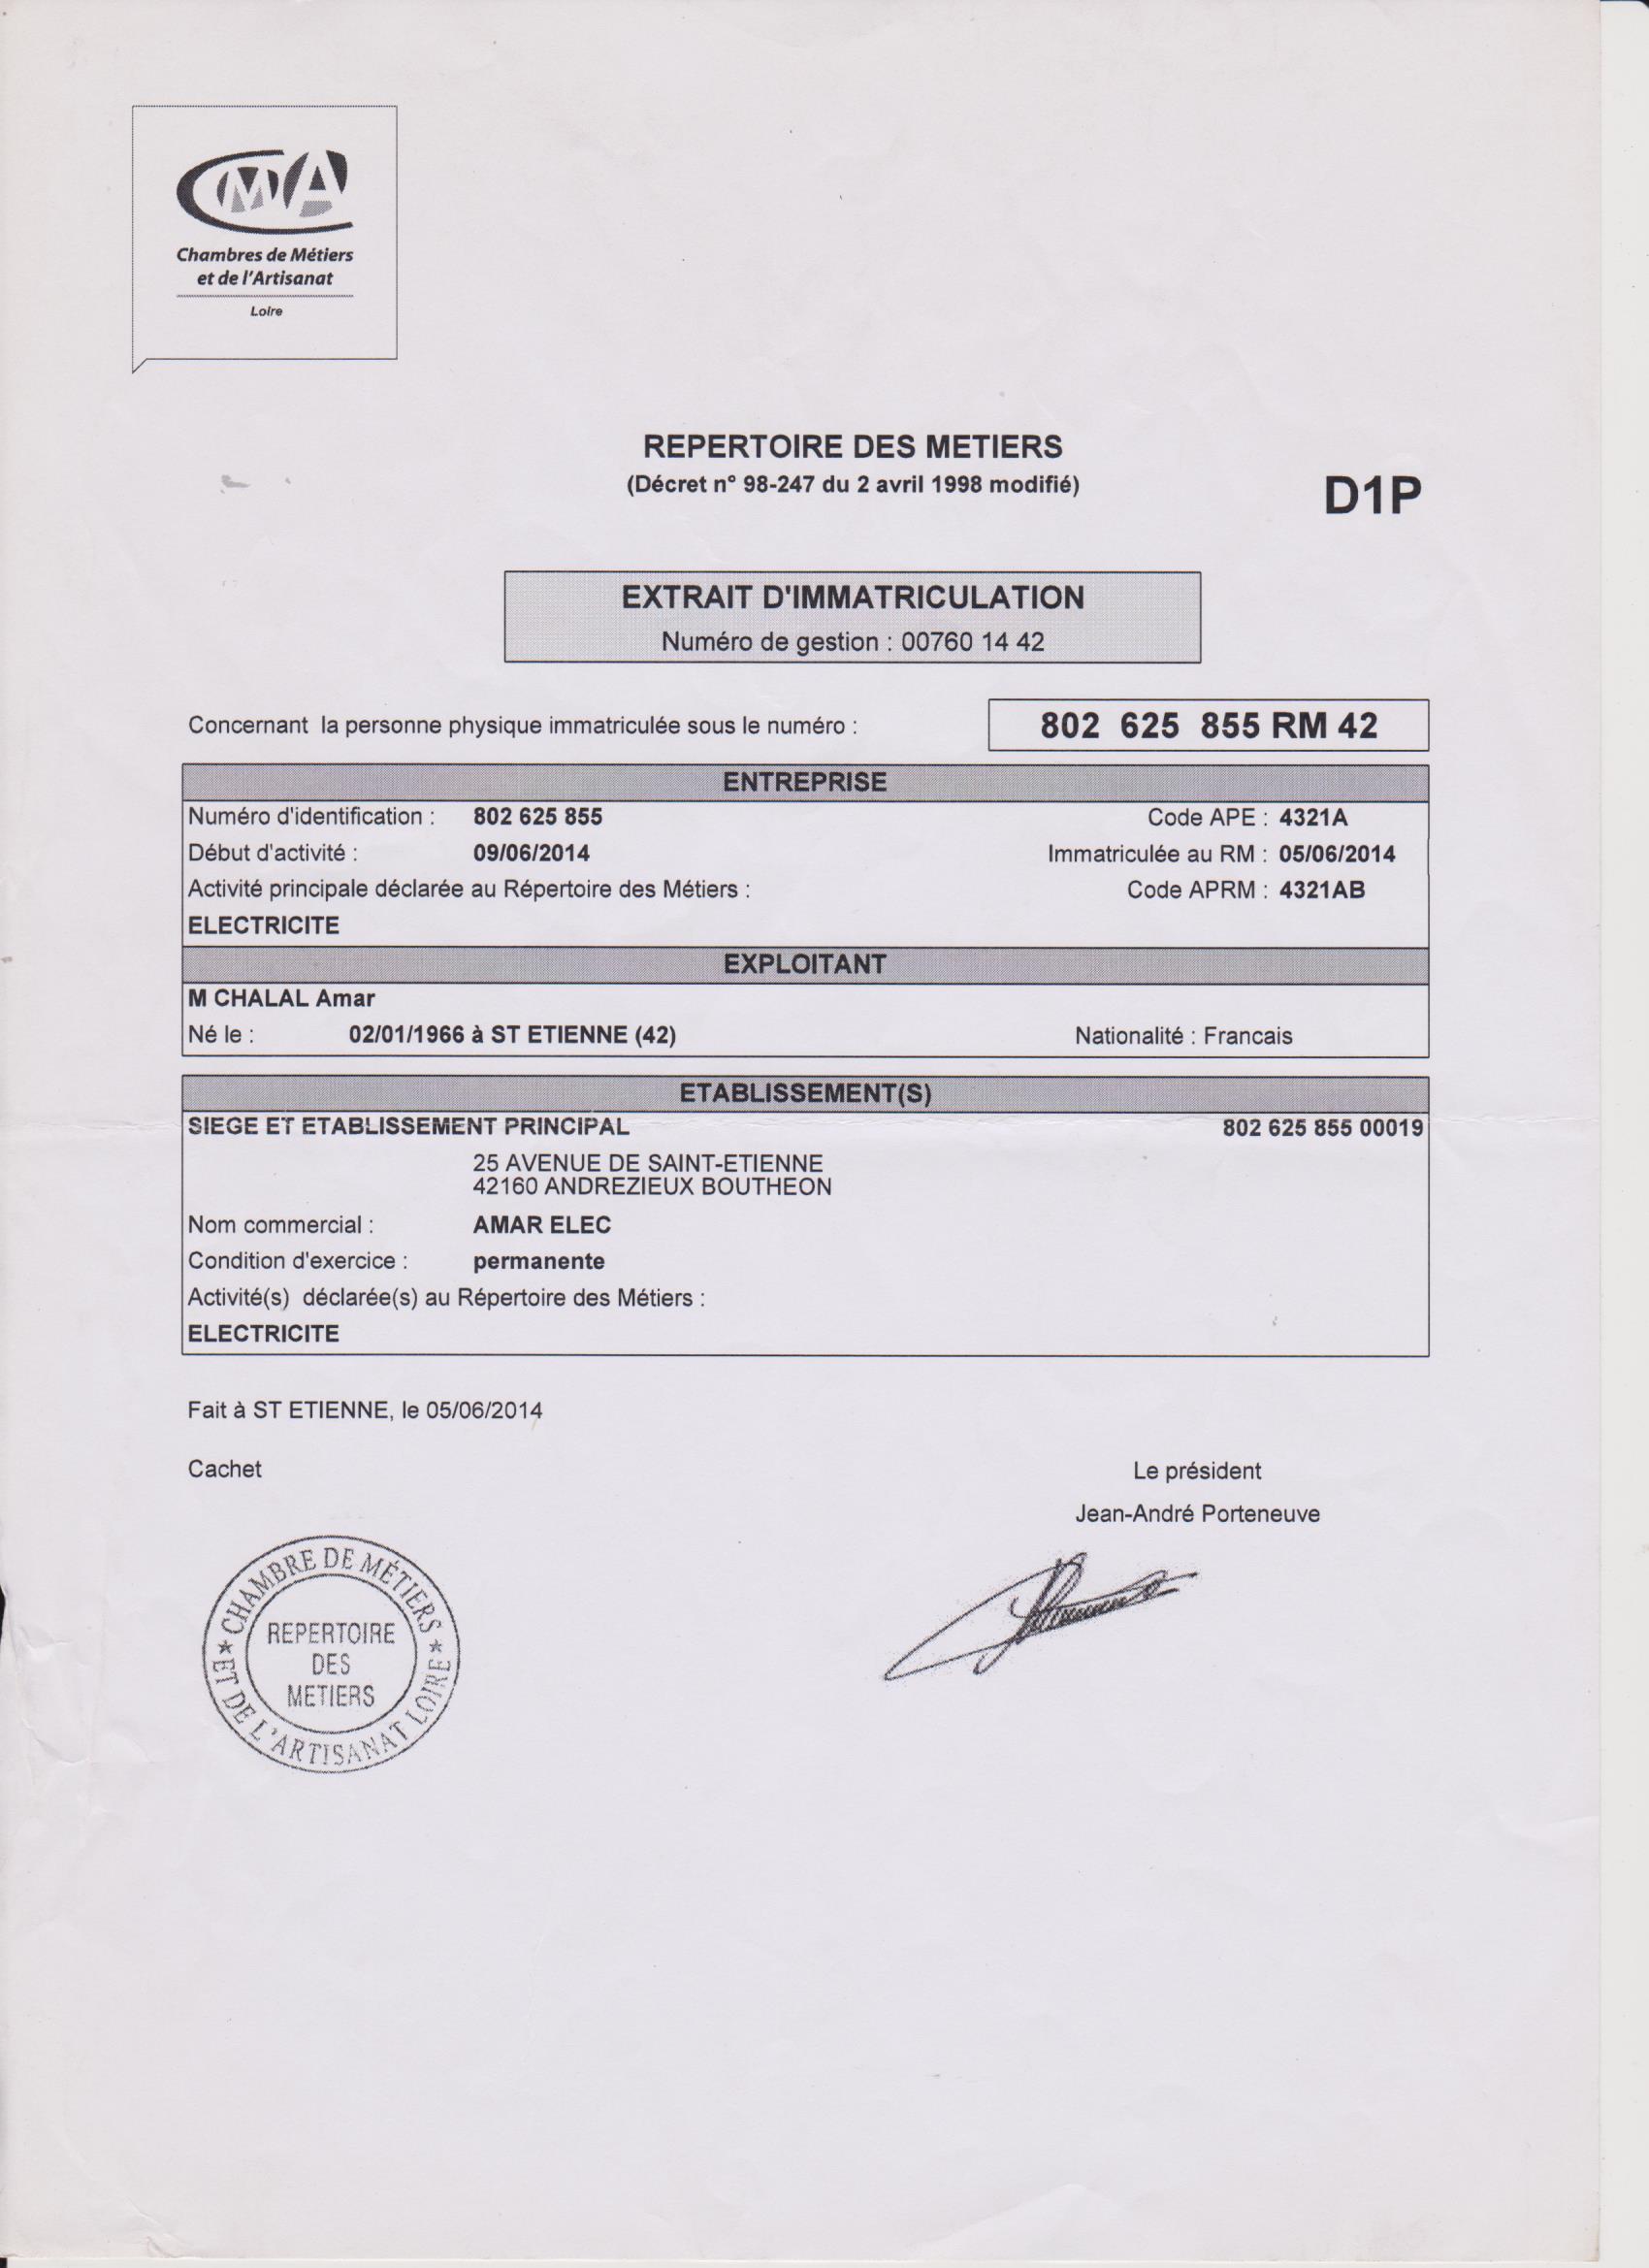 CMA
Chambres de Métiers
et de l'Artisanat
Loire
REPERTOIRE DES METIERS
(Décret n° 98-247 du 2 avril 1998 modifié)
D1P
EXTRAIT D'IMMATRICULATION
Numéro de gestion : 00760 14 42
Concernant la personne physique immatriculée sous le numéro :
802 625 855 RM 42
ENTREPRISE
Numéro d'identification : 802 625 855 Code APE : 4321A
Début d'activité : 09/06/2014 Immatriculée au RM : 05/06/2014
Activité principale déclarée au Répertoire des Métiers : Code APRM : 4321AB
ELECTRICITE
EXPLOITANT
M CHALAL Amar
Né le : 02/01/1966 à ST ETIENNE (42) Nationalité : Francais
ETABLISSEMENT(S)
SIEGE ET ETABLISSEMENT PRINCIPAL 802 625 855 00019
25 AVENUE DE SAINT-ETIENNE
42160 ANDREZIEUX BOUTHEON
Nom commercial : AMAR ELEC
Condition d'exercice : permanente
Activité(s) déclarée(s) au Répertoire des Métiers :
ELECTRICITE
Fait à ST ETIENNE, le 05/06/2014
Cachet
Le président
Jean-André Porteneuve
★ CHAMBRE DE MÉTIERS ★
ET DE L'ARTISANAT LOIRE
REPERTOIRE
DES
METIERS